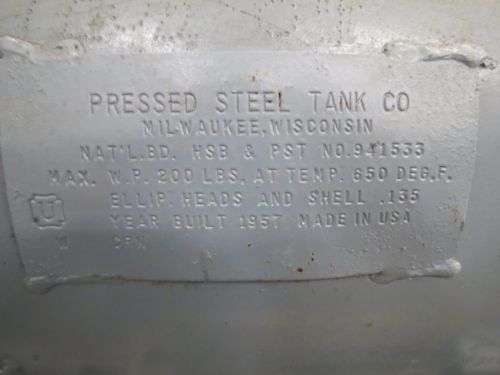 PRESSED STEEL TANK CO
MILWAUKEE, WISCONSIN
NAT'L. BD. HSB & PST NO. 941533
MAX. W.P. 200 LBS. AT TEMP. 650 DEG. F.
ELLIP. HEADS AND SHELL .135
U YEAR BUILT 1957 MADE IN USA
W CRN